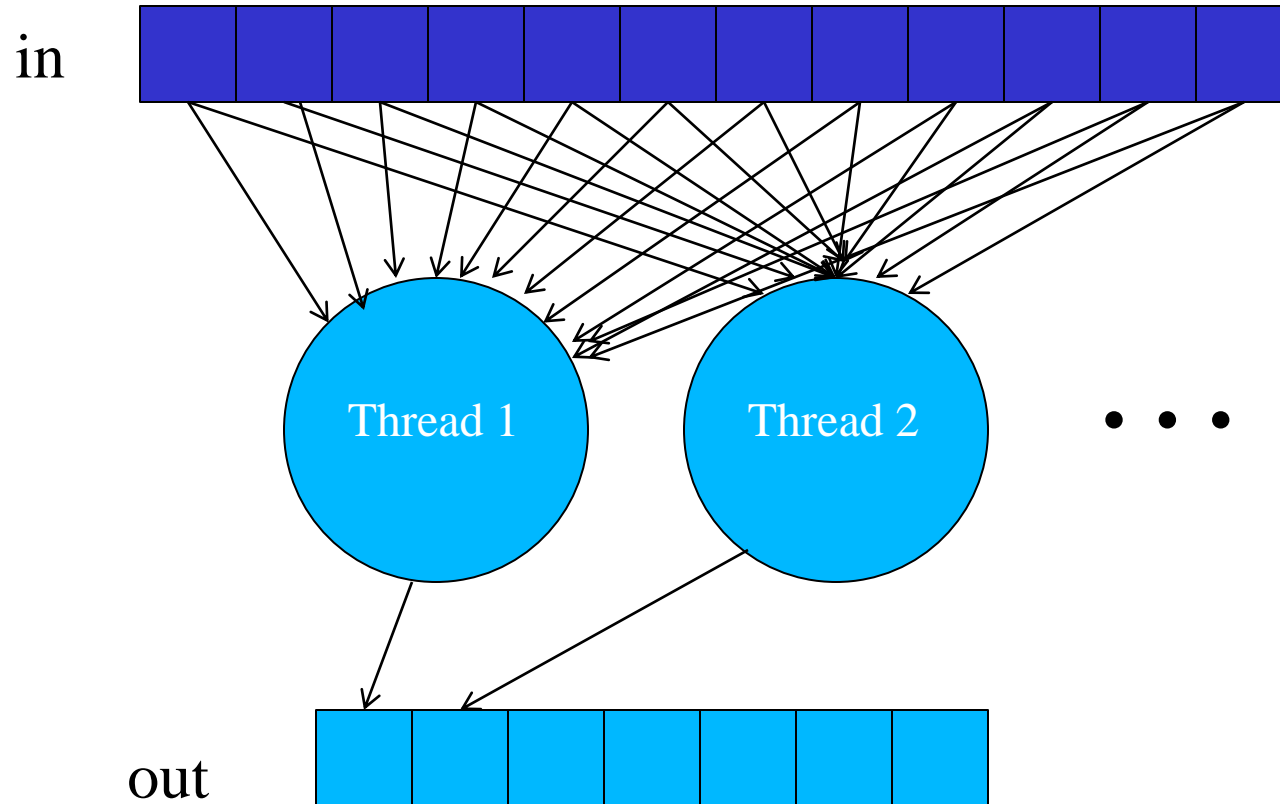 in
Thread 1
Thread 2
• • •
out